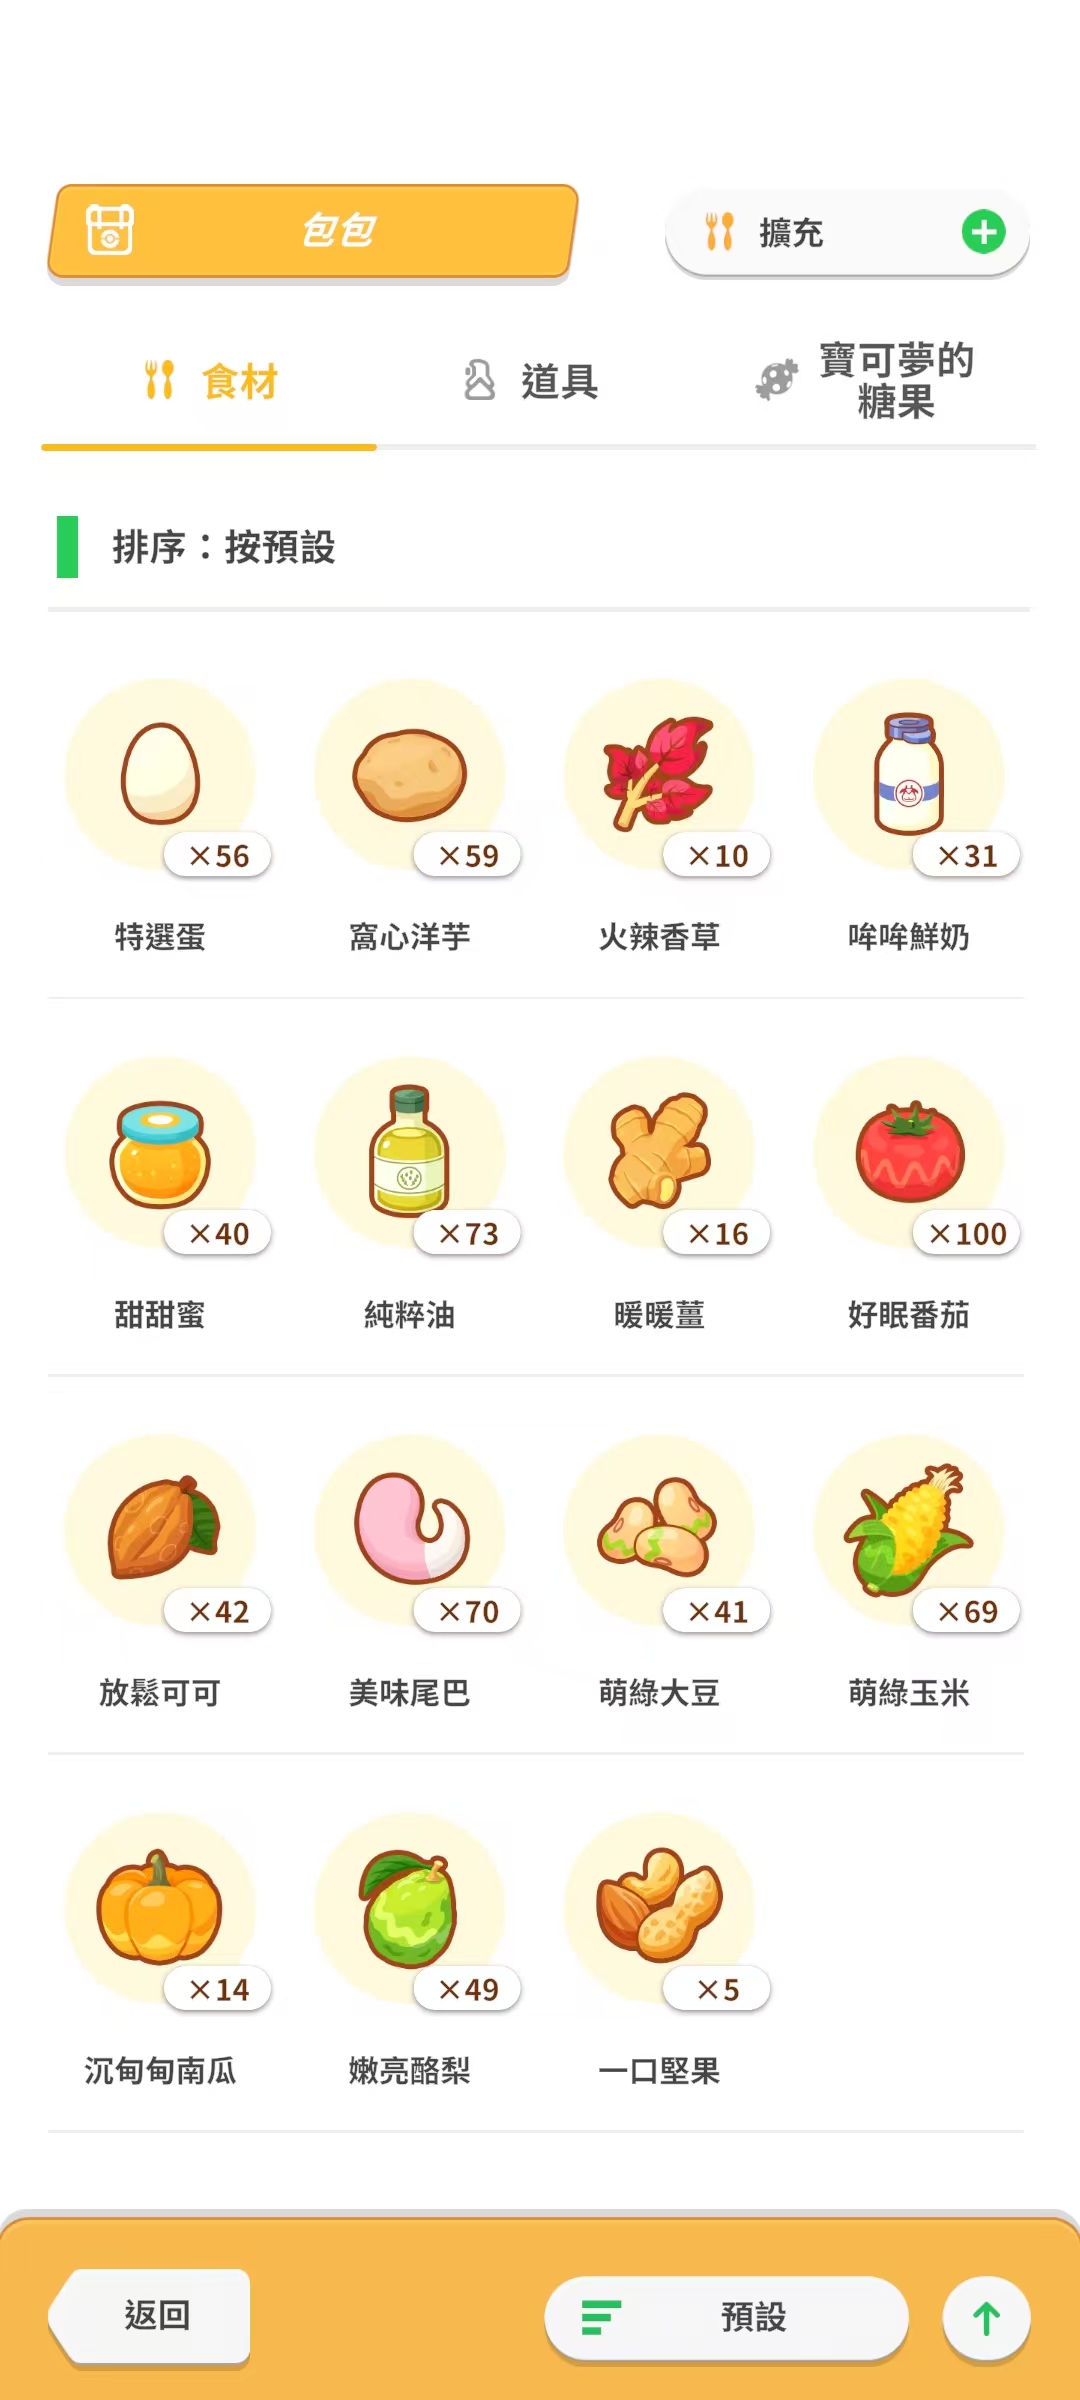 包包
擴充
食材
道具
寶可夢的
糖果
排序：按預設
×56
×59
×10
×31
特選蛋
窩心洋芋
火辣香草
哞哞鮮奶
×40
×73
×16
×100
甜甜蜜
純粹油
暖暖薑
好眠番茄
×42
×70
×41
×69
放鬆可可
美味尾巴
萌綠大豆
萌綠玉米
×14
×49
×5
沉甸甸南瓜
嫩亮酪梨
一口堅果
返回
預設